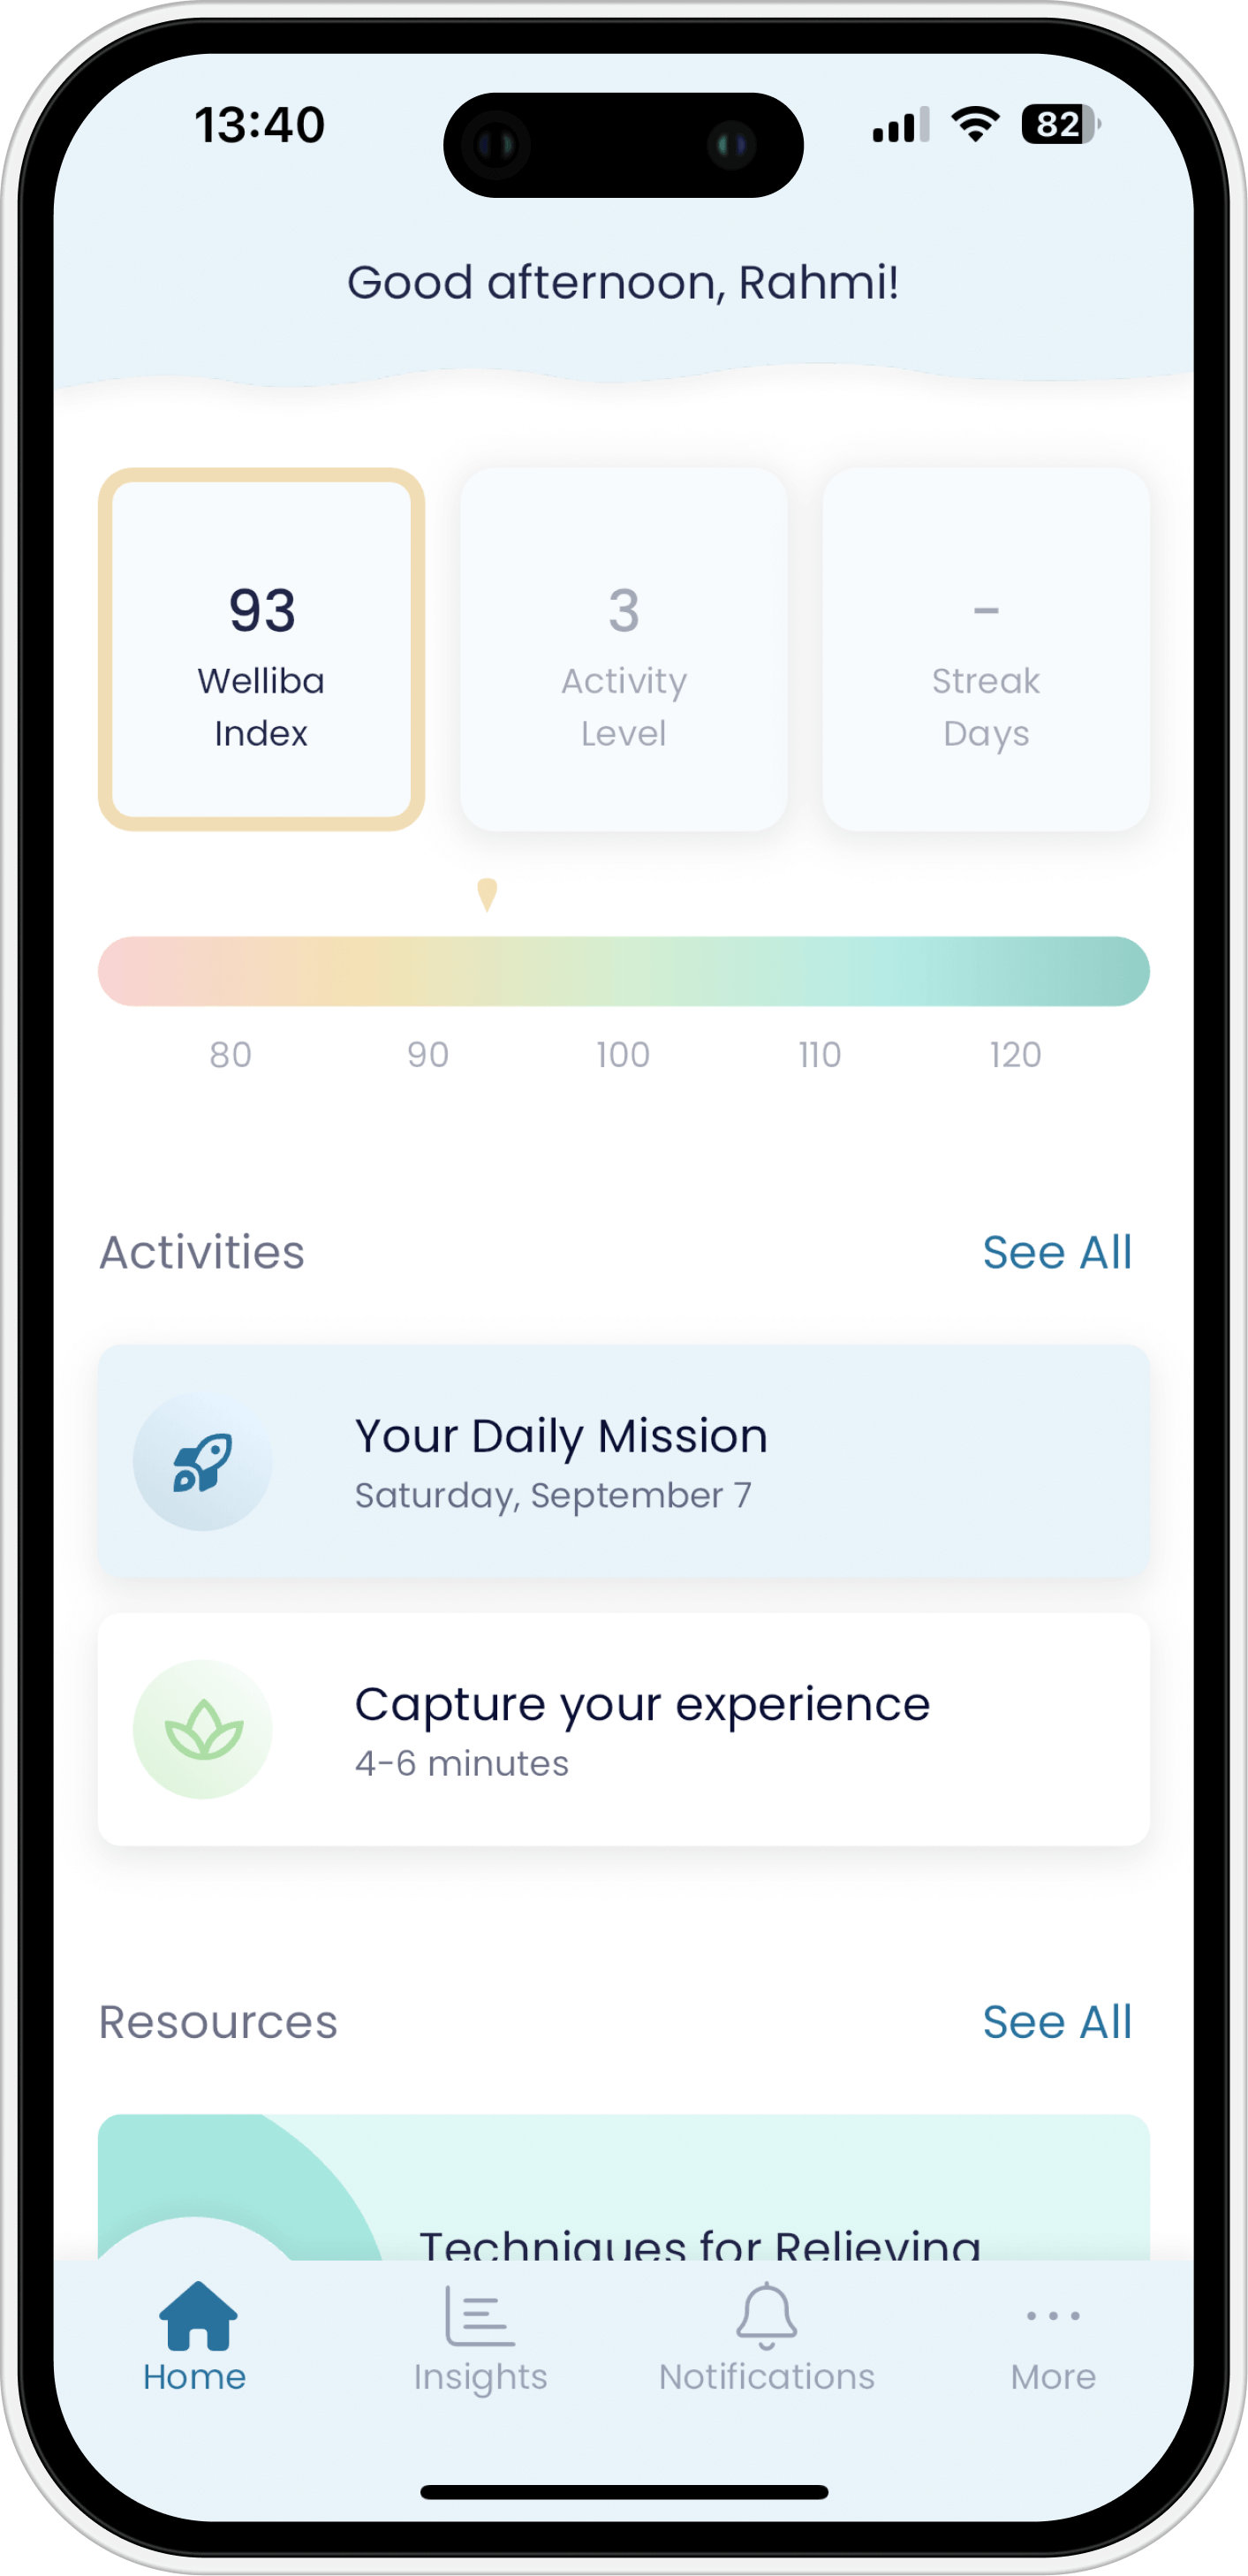 13:40
82
Good afternoon, Rahmi!
93
Welliba
Index
3
Activity
Level
-
Streak
Days
80 90 100 110 120
Activities See All
Your Daily Mission
Saturday, September 7
Capture your experience
4-6 minutes
Resources See All
Techniques for Relieving
Home Insights Notifications More